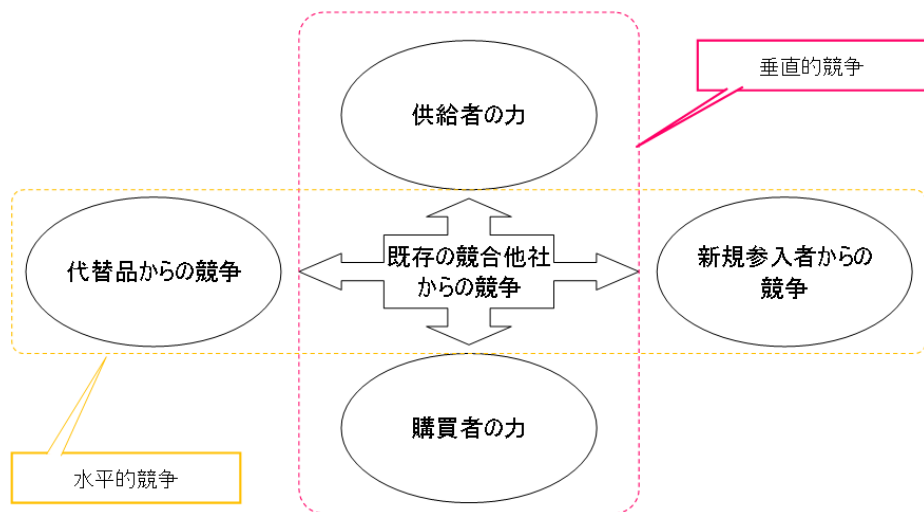 垂直的競争
供給者の力
代替品からの競争
既存の競合他社
からの競争
新規参入者からの
競争
購買者の力
水平的競争